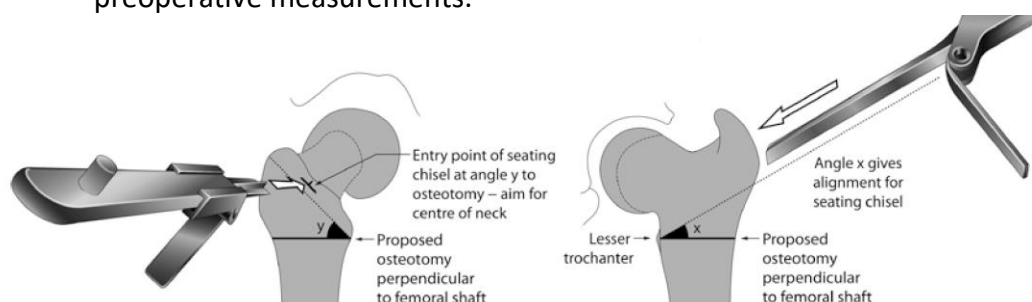 preoperative measurements.
Entry point of seating
chisel at angle y to
osteotomy – aim for
centre of neck
y
Proposed
osteotomy
perpendicular
to femoral shaft
Angle x gives
alignment for
seating chisel
x
Lesser
trochanter
Proposed
osteotomy
perpendicular
to femoral shaft